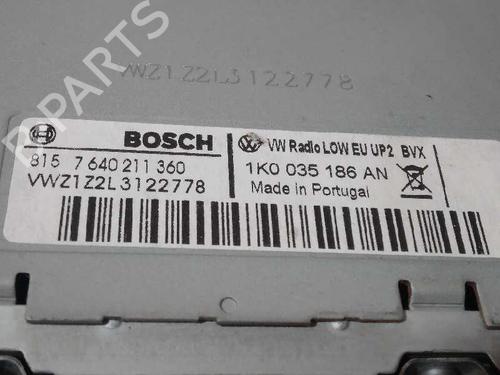 B-PARTS
VWZ1Z2L3122778
BOSCH
815 7 640 211 360
VWZ1Z2L3122778
VW Radio LOW EU UP2 BVX
1K0 035 186 AN
Made in Portugal